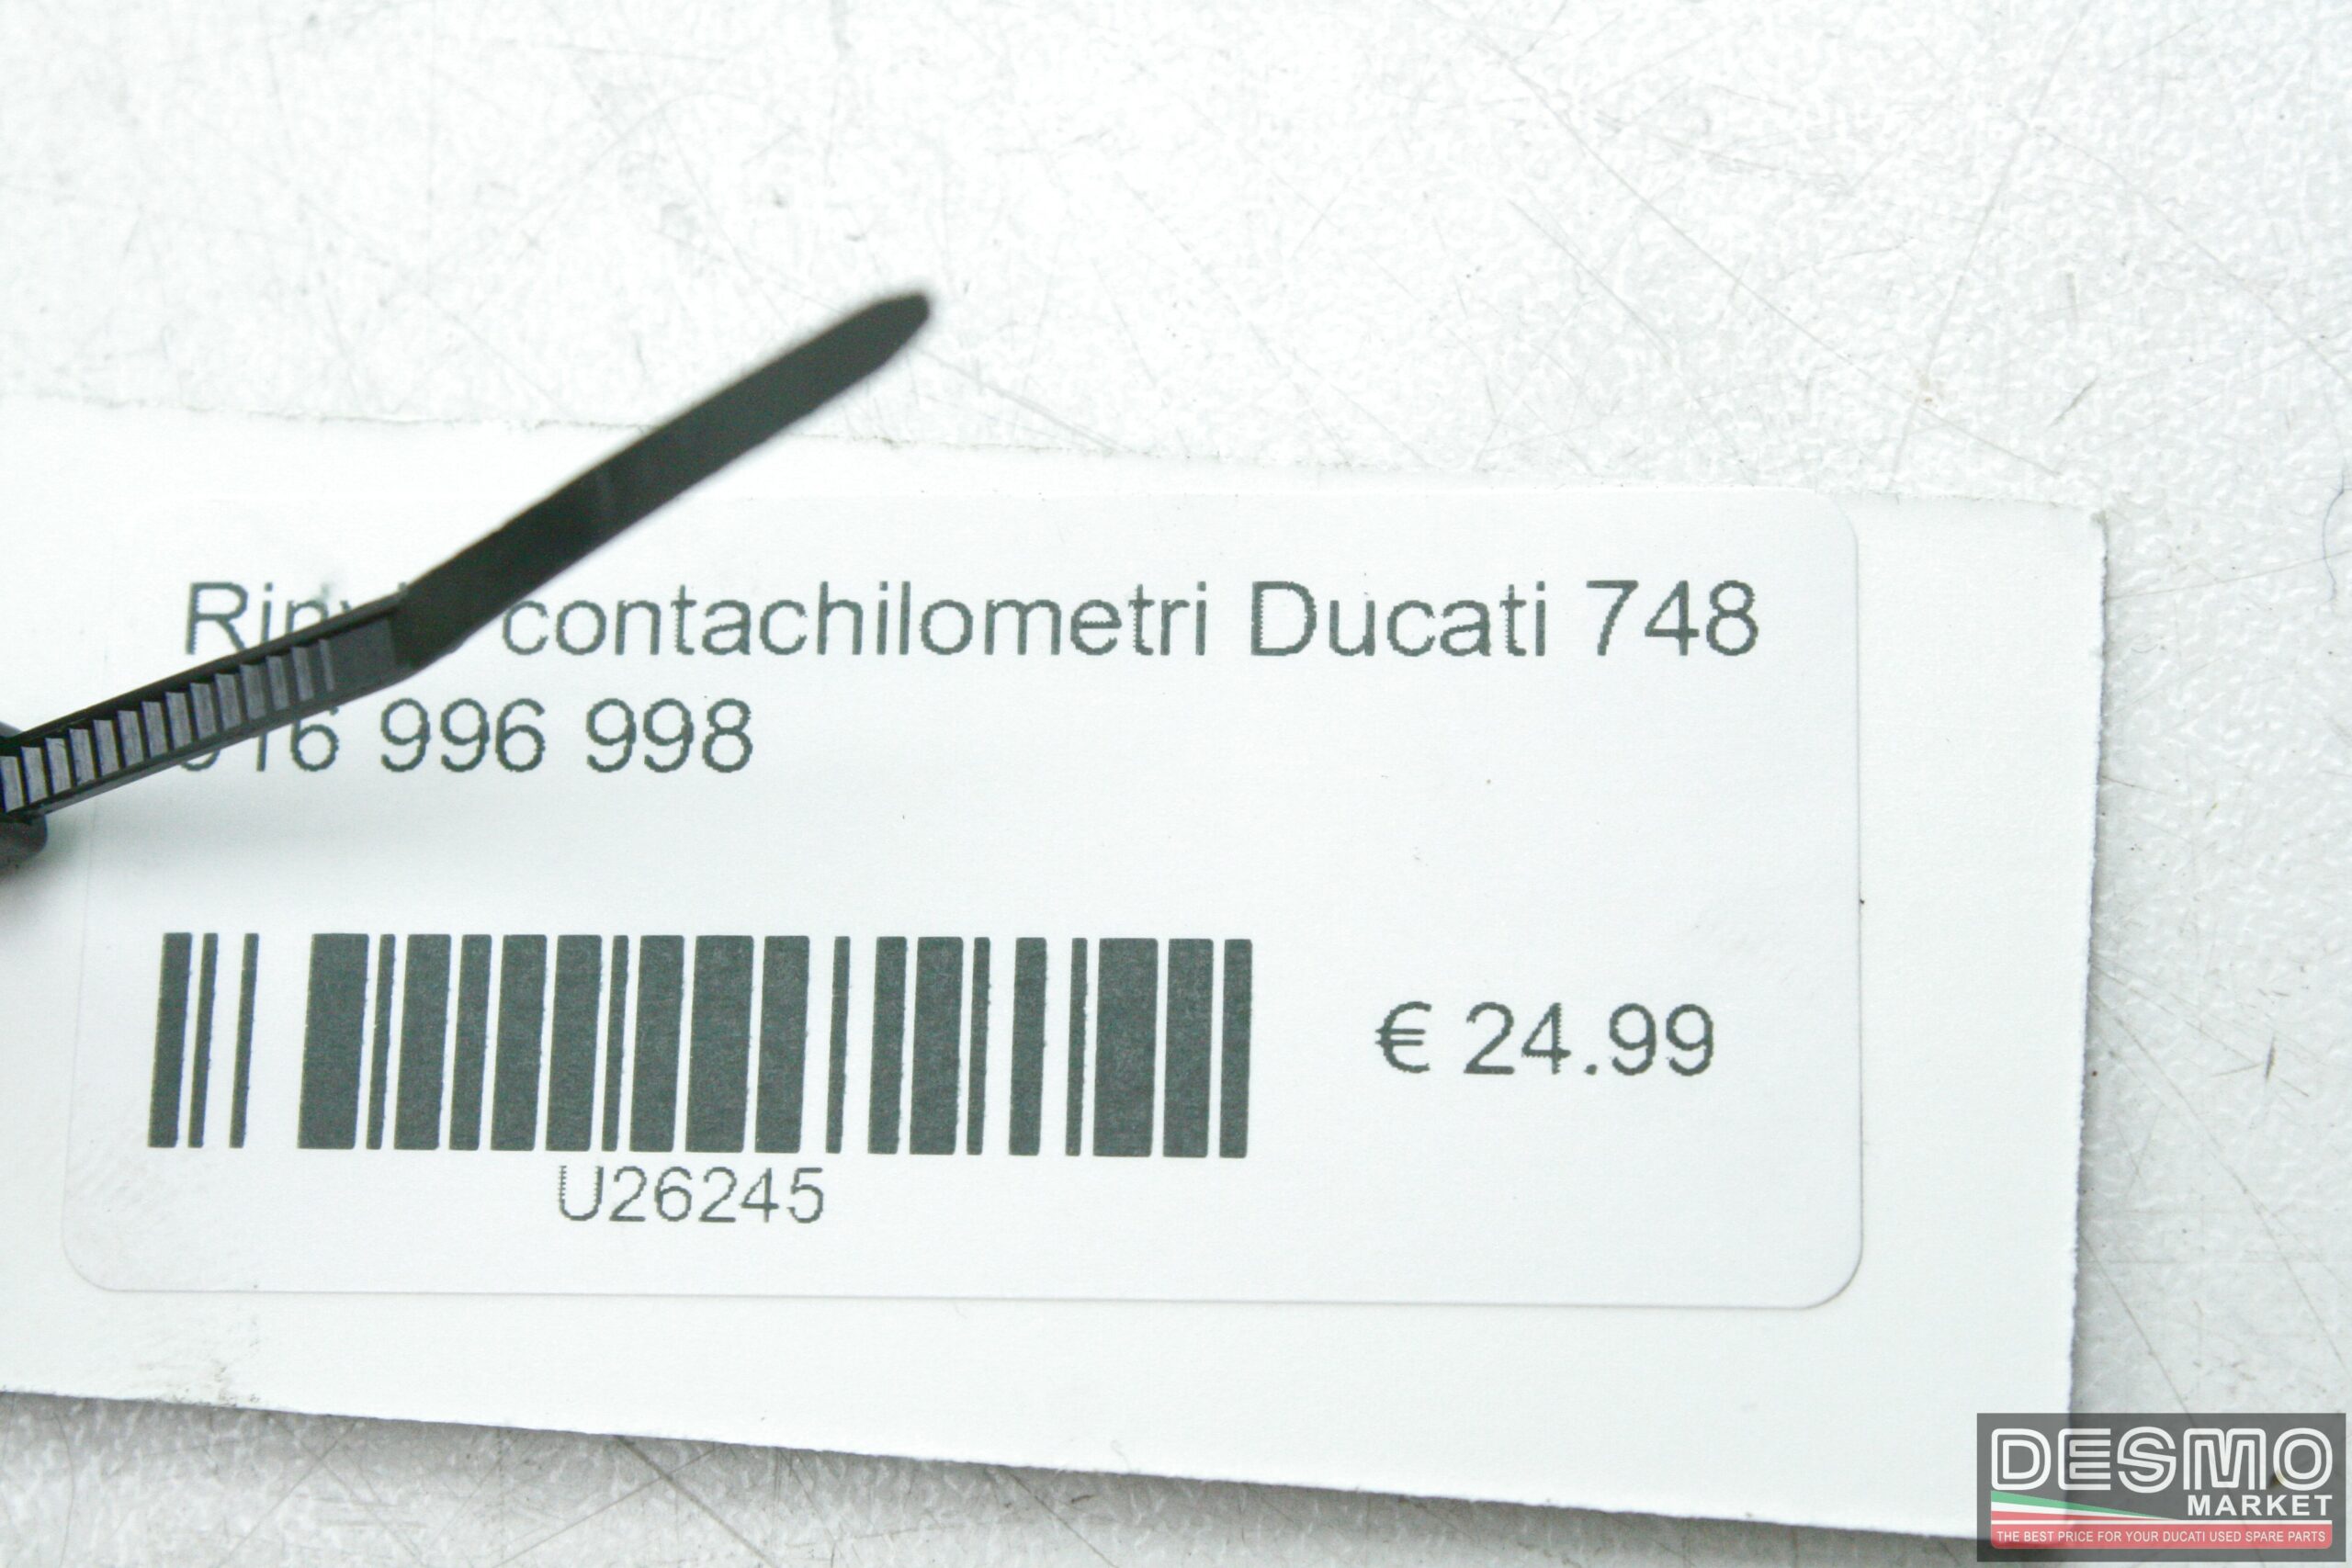 contachilometri Ducati 748
996 998
€ 24.99
U26245
DESMO
MARKET
THE BEST PRICE FOR YOUR DUCATI USED SPARE PARTS